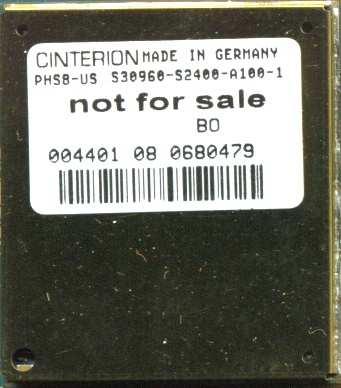 CINTERION MADE IN GERMANY
PHS8-US S30960-S2400-A100-1
not for sale
BO
004401 08 0680479